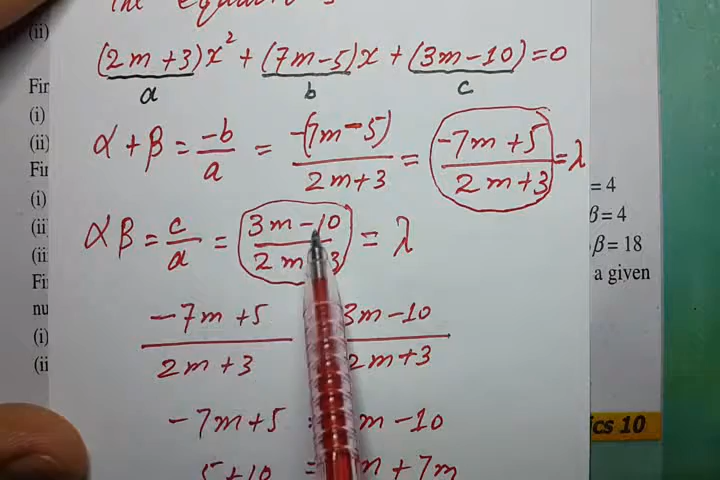 the equation
(2m+3)x² + (7m-5)x + (3m-10) = 0
a b c
α + β = -b/a = -(7m-5)/2m+3 = -7m+5/2m+3 = λ
αβ = c/a = 3m-10/2m 3 = λ
-7m+5/2m+3 3m-10/2m+3
-7m+5 m-10
5+10 = m+7m
(ii)
Fin
(i)
(ii)
Fin
(i)
(ii
(ii
Fi
nu
(i)
(ii
= 4
β = 4
β = 18
a given
ics 10